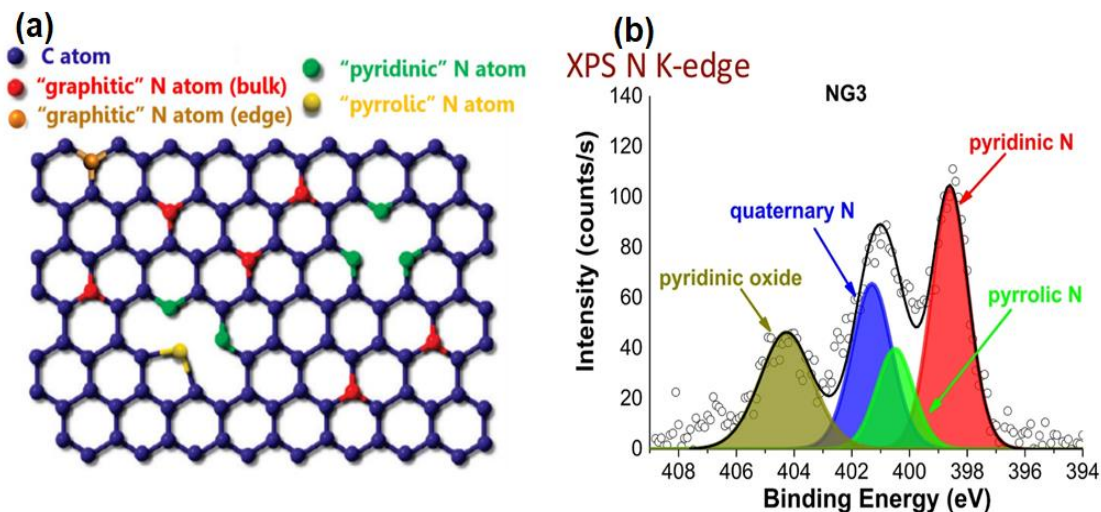 (a)
C atom
"graphitic" N atom (bulk)
"graphitic" N atom (edge)
"pyridinic" N atom
"pyrrolic" N atom
(b)
XPS N K-edge
NG3
pyridinic N
quaternary N
pyridinic oxide
pyrrolic N
Intensity (counts/s)
140
120
100
80
60
40
20
0
408 406 404 402 400 398 396 394
Binding Energy (eV)